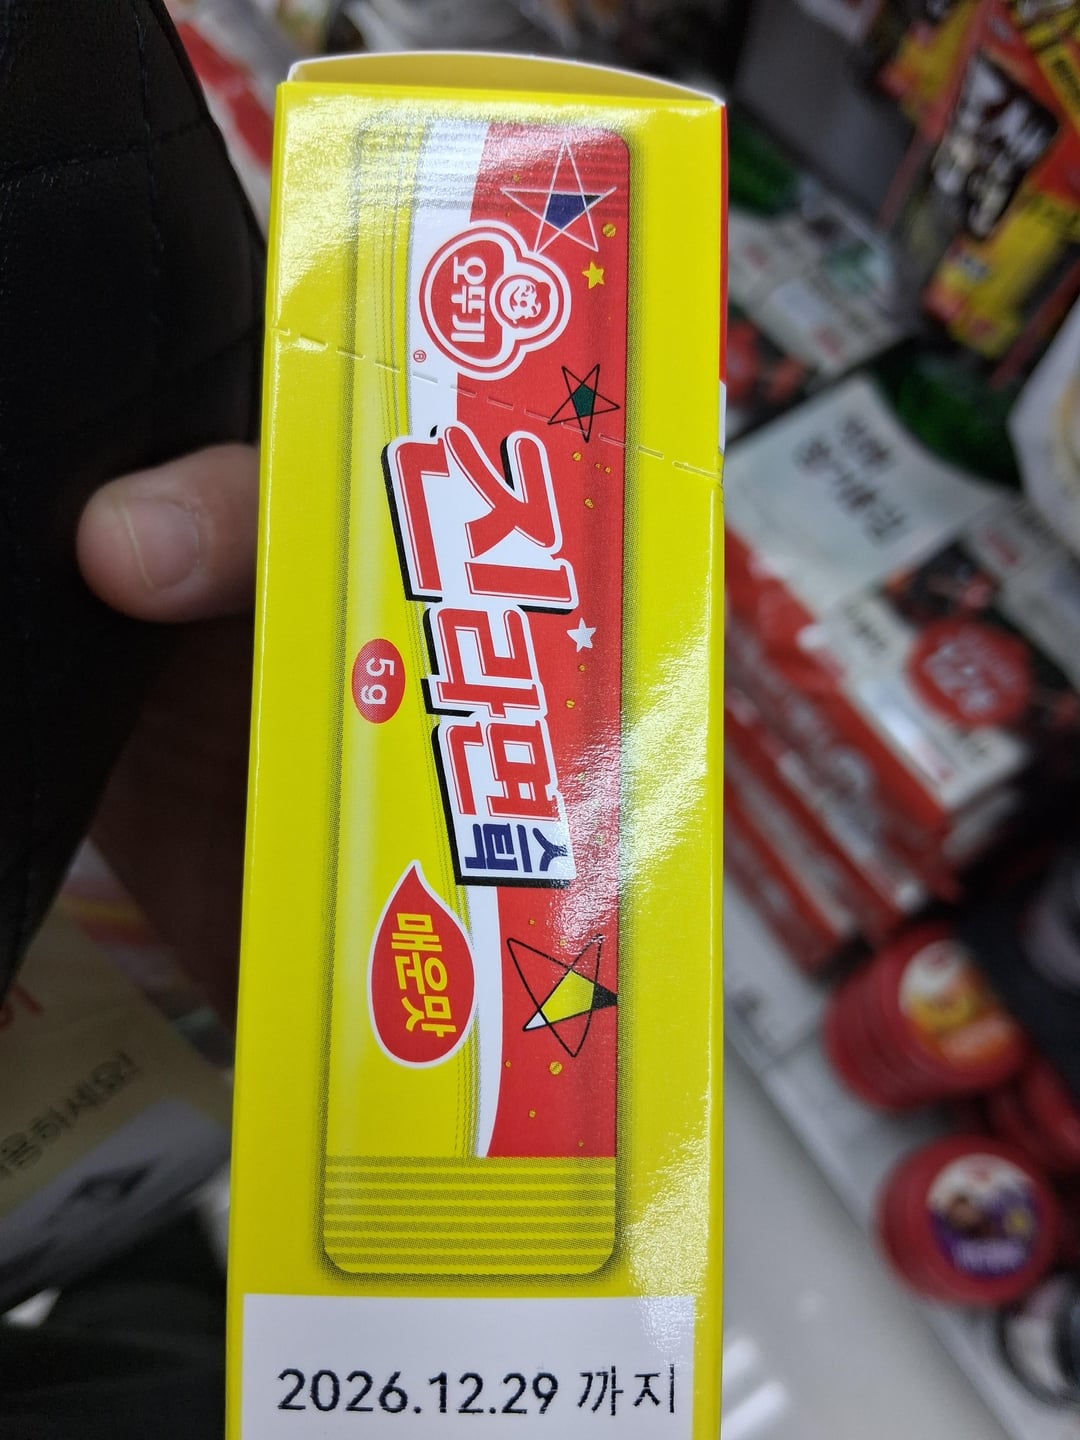 오뚜기
®
진라면
스틱
5g
매운맛
2026.12.29 까지